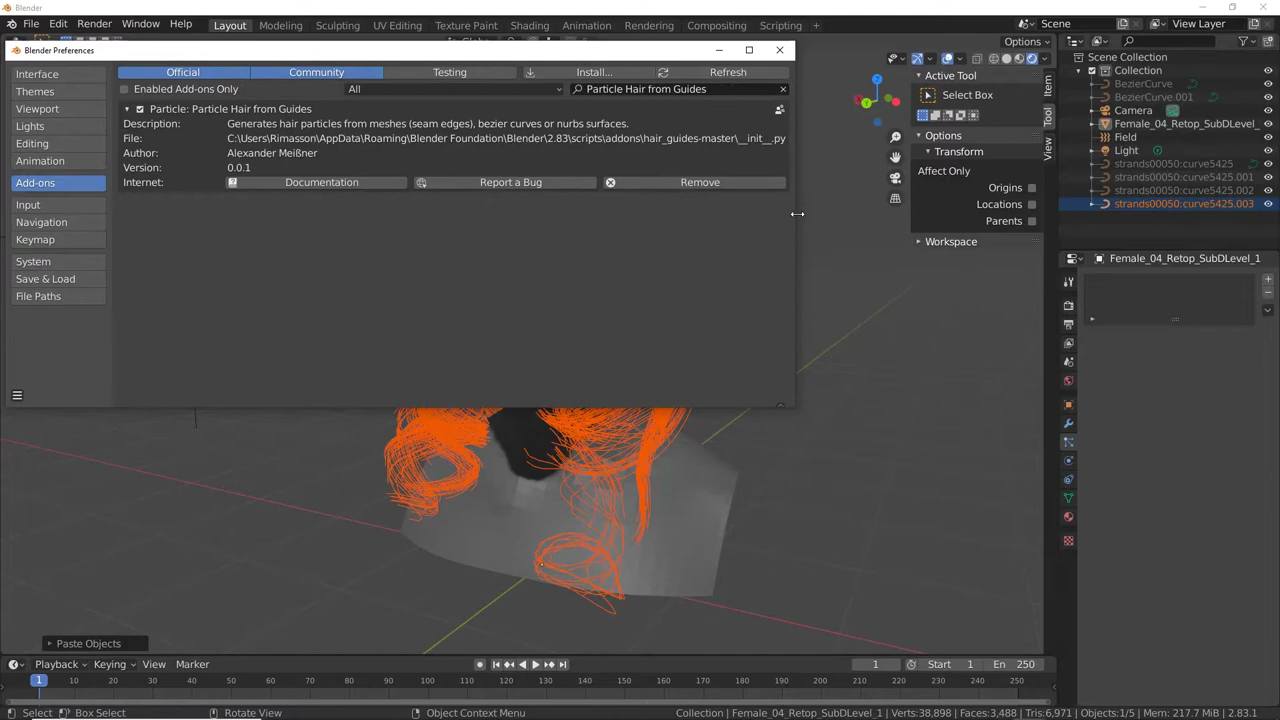 Blender
File Edit Render Window Help Layout Modeling Sculpting UV Editing Texture Paint Shading Animation Rendering Compositing Scripting + Scene View Layer
Options
Blender Preferences
Interface
Themes
Viewport
Lights
Editing
Animation
Add-ons
Input
Navigation
Keymap
System
Save & Load
File Paths
Official Community Testing Install... Refresh
Enabled Add-ons Only All Particle Hair from Guides
Particle: Particle Hair from Guides
Description: Generates hair particles from meshes (seam edges), bezier curves or nurbs surfaces.
File: C:\Users\Rimasson\AppData\Roaming\Blender Foundation\Blender\2.83\scripts\addons\hair_guides-master\__init__.py
Author: Alexander Meißner
Version: 0.0.1
Internet: Documentation Report a Bug Remove
Z
Y
Active Tool
Select Box
Options
Transform
Affect Only
Origins
Locations
Parents
Workspace
Item
Tool
View
Scene Collection
Collection
BezierCurve
BezierCurve.001
Camera
Female_04_Retop_SubDLevel_
Field
Light
strands00050:curve5425
strands00050:curve5425.001
strands00050:curve5425.002
strands00050:curve5425.003
Female_04_Retop_SubDLevel_1
Paste Objects
Playback Keying View Marker 1 Start 1 End 250
1 10 20 30 40 50 60 70 80 90 100 110 120 130 140 150 160 170 180 190 200 210 220 230 240 250
Select Box Select Rotate View Object Context Menu Collection | Female_04_Retop_SubDLevel_1 | Verts:38,898 | Faces:3,488 | Tris:6,971 | Objects:1/5 | Mem: 217.7 MiB | 2.83.1